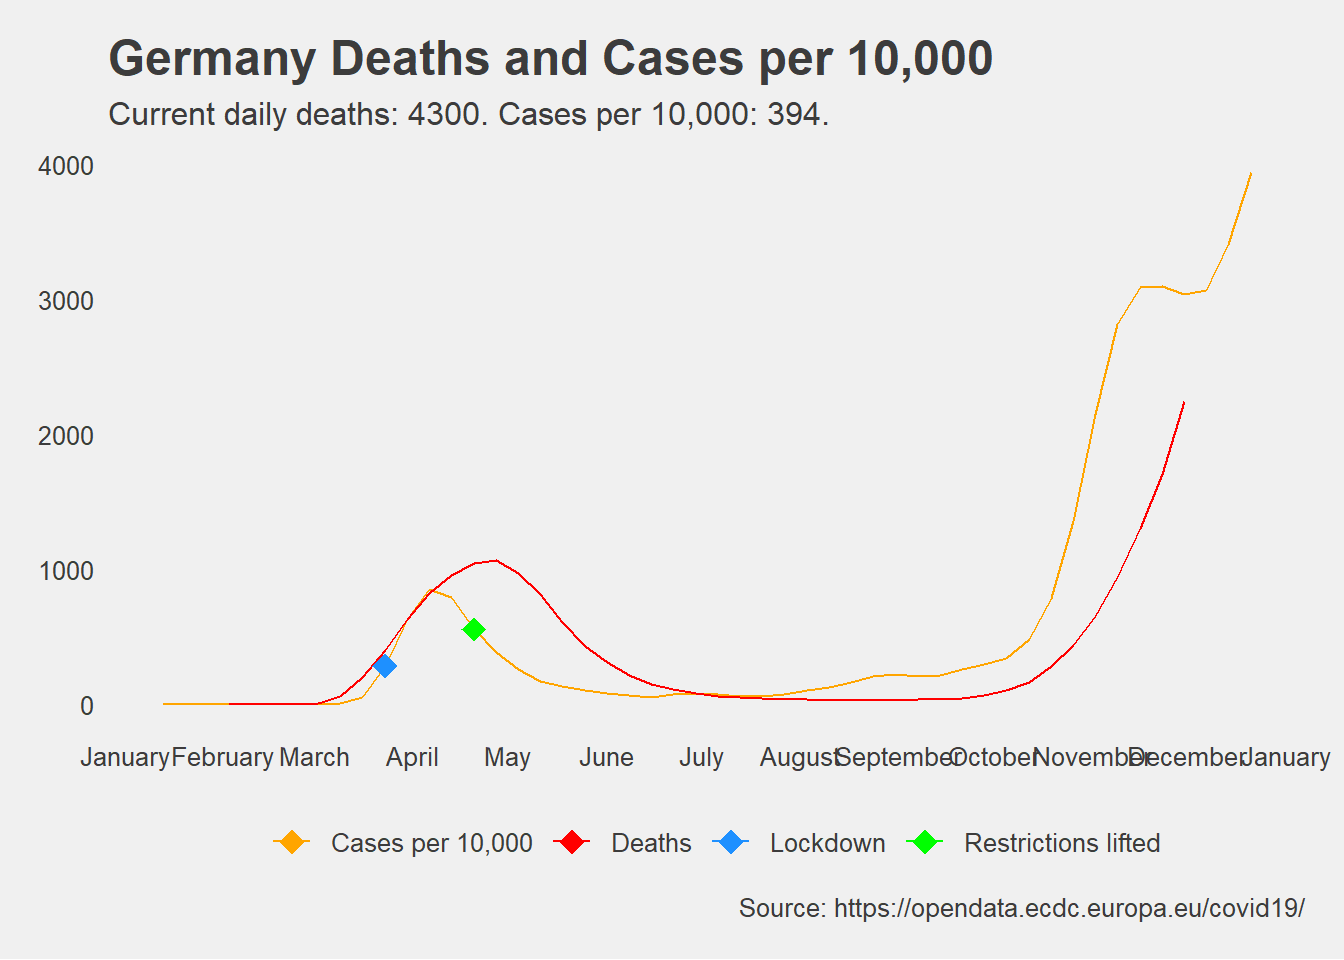 Germany Deaths and Cases per 10,000
Current daily deaths: 4300. Cases per 10,000: 394.
4000
3000
2000
1000
0
January February March April May June July August September October November December January
Cases per 10,000 Deaths Lockdown Restrictions lifted
Source: https://opendata.ecdc.europa.eu/covid19/